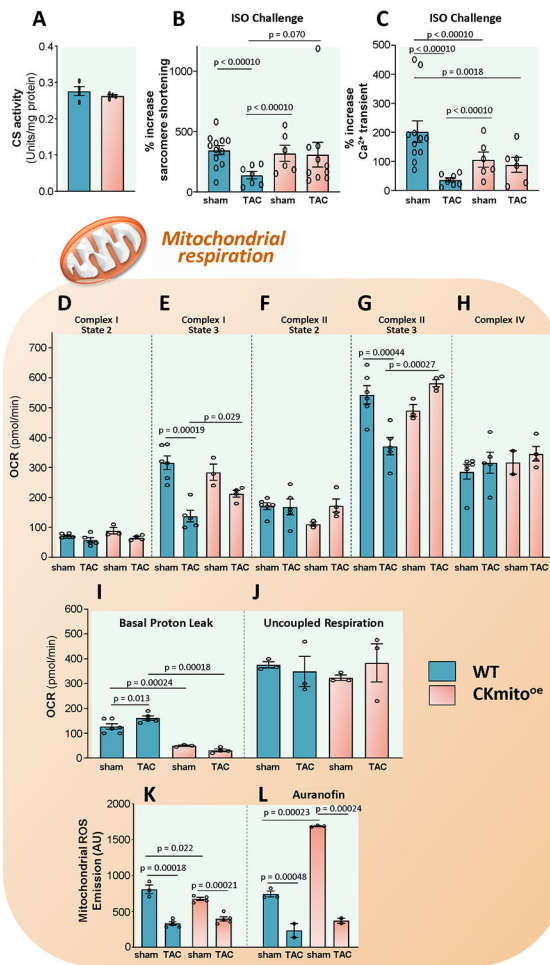 A
CS activity
(Units/mg protein)
0.4
0.3
0.2
0.1
0.0
B
ISO Challenge
p = 0.070
p < 0.00010
p < 0.00010
% increase
sarcomere shortening
1000
500
0
sham TAC sham TAC
C
ISO Challenge
p < 0.00010
p < 0.00010
p = 0.0018
p < 0.00010
% increase
Ca²⁺ transient
500
400
300
200
100
0
sham TAC sham TAC
Mitochondrial
respiration
D E F G H
Complex I
State 2
Complex I
State 3
Complex II
State 2
Complex II
State 3
Complex IV
OCR (pmol/min)
700
600
500
400
300
200
100
0
p = 0.00019
p = 0.029
p = 0.00044
p = 0.00027
sham TAC sham TAC sham TAC sham TAC sham TAC sham TAC sham TAC sham TAC sham TAC sham TAC
I J
Basal Proton Leak
Uncoupled Respiration
OCR (pmol/min)
600
500
400
300
200
100
0
p = 0.00018
p = 0.00024
p = 0.013
sham TAC sham TAC sham TAC sham TAC
WT
CKmitoᵒᵉ
K L
Auranofin
Mitochondrial ROS
Emission (AU)
2000
1500
1000
500
0
p = 0.022
p = 0.00018
p = 0.00021
p = 0.00023
p = 0.00024
p = 0.00048
sham TAC sham TAC sham TAC sham TAC